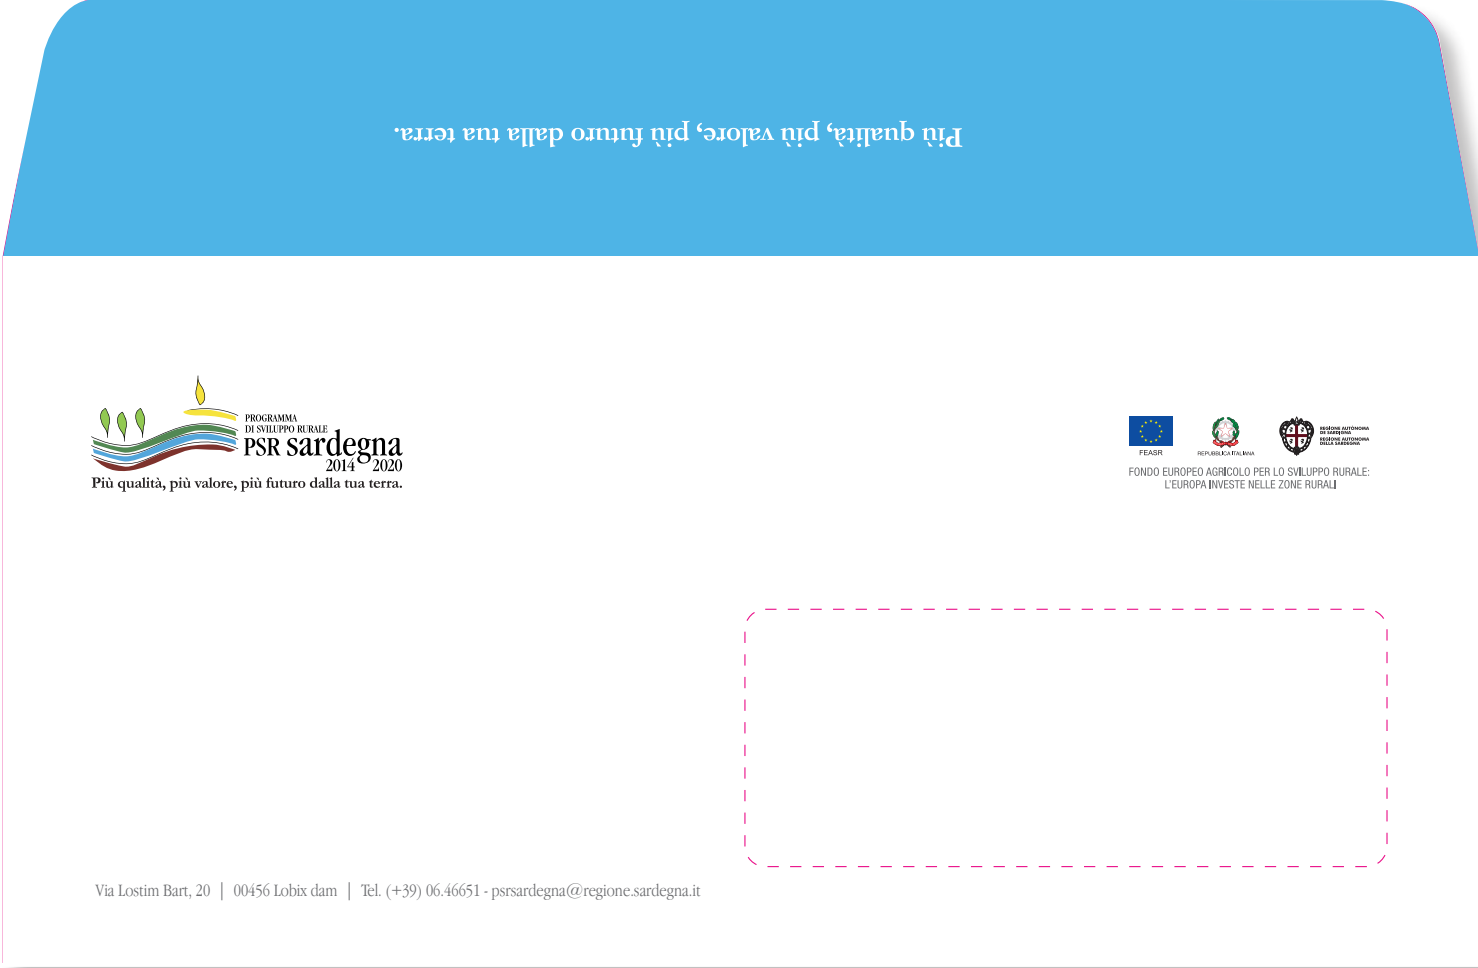 Più qualità, più valore, più futuro dalla tua terra.
PROGRAMMA
DI SVILUPPO RURALE
PSR sardegna
2014 2020
Più qualità, più valore, più futuro dalla tua terra.
FEASR
REPUBBLICA ITALIANA
REGIONE AUTÒNOMA
DE SARDIGNA
REGIONE AUTONOMA
DELLA SARDEGNA
FONDO EUROPEO AGRICOLO PER LO SVILUPPO RURALE:
L'EUROPA INVESTE NELLE ZONE RURALI
Via Lostim Bart, 20 | 00456 Lobix dam | Tel. (+39) 06.46651 - psrsardegna@regione.sardegna.it